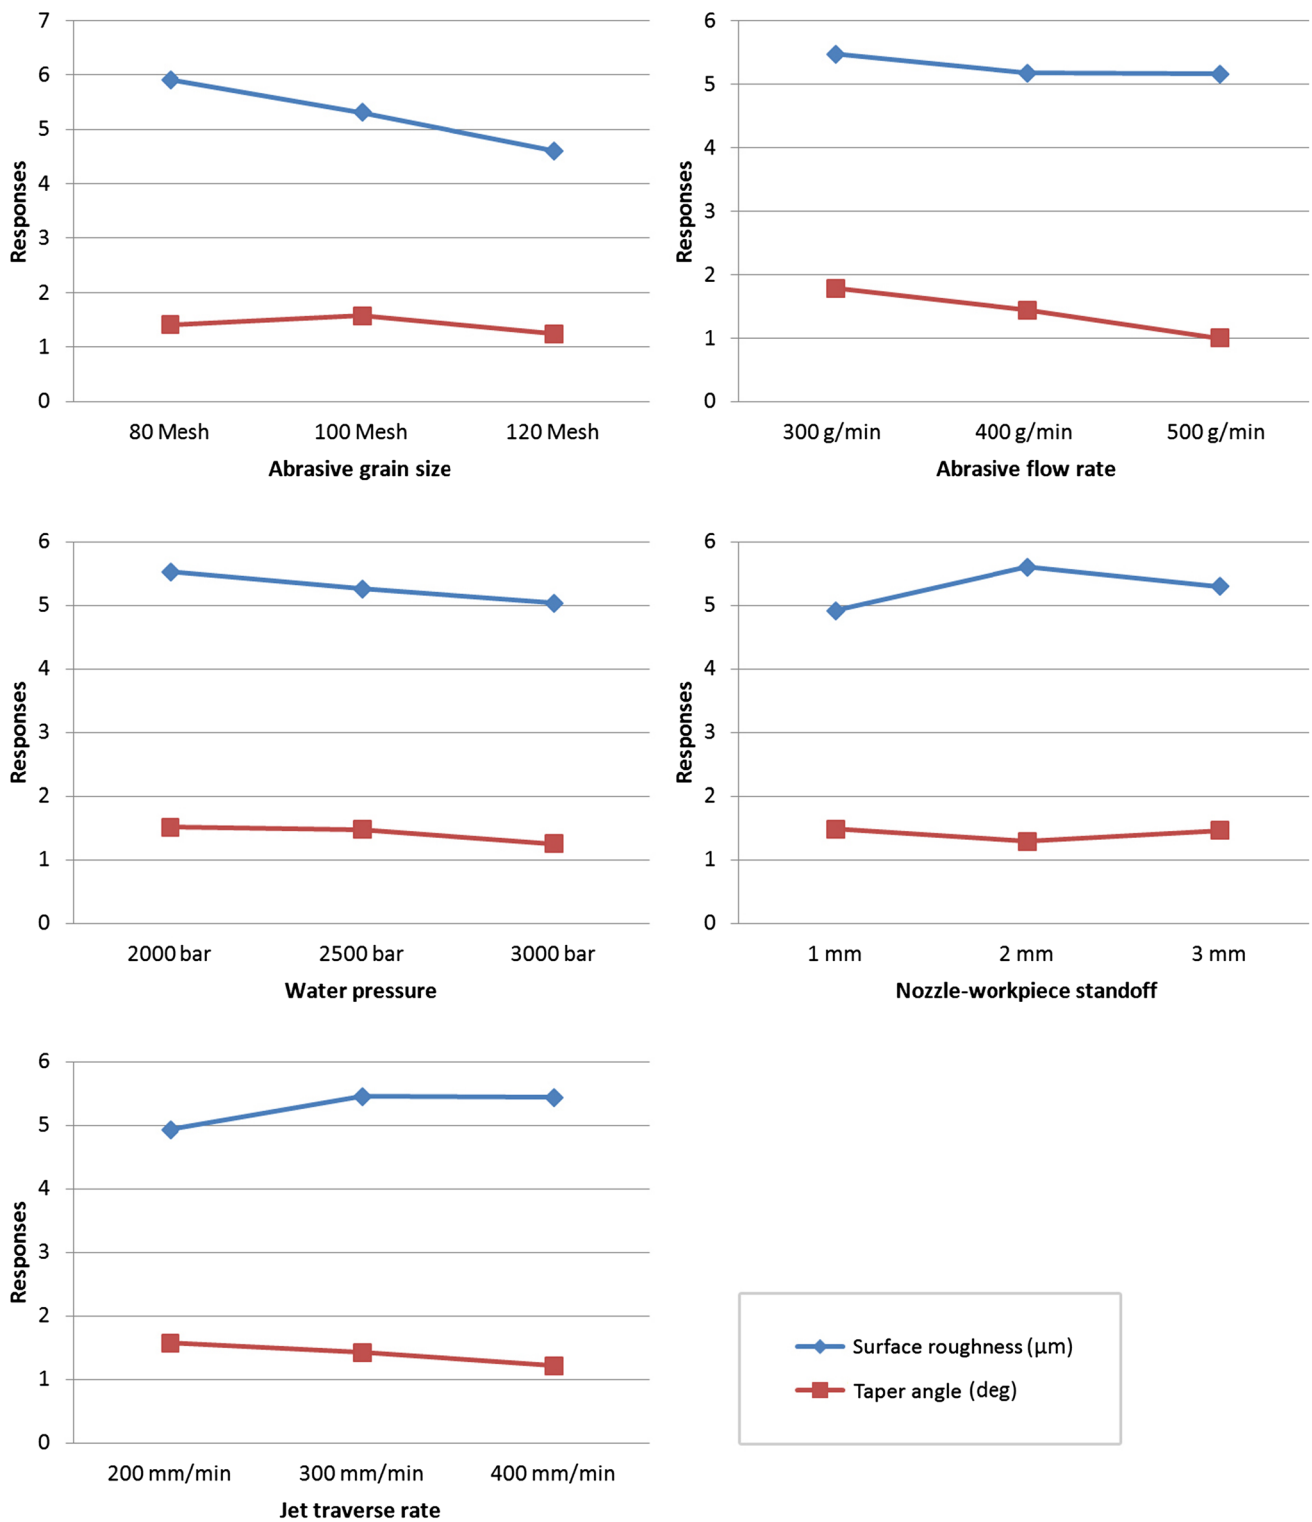 7
6
5
4
3
2
1
0
Responses
80 Mesh 100 Mesh 120 Mesh
Abrasive grain size
6
5
4
3
2
1
0
Responses
300 g/min 400 g/min 500 g/min
Abrasive flow rate
6
5
4
3
2
1
0
Responses
2000 bar 2500 bar 3000 bar
Water pressure
6
5
4
3
2
1
0
Responses
1 mm 2 mm 3 mm
Nozzle-workpiece standoff
6
5
4
3
2
1
0
Responses
200 mm/min 300 mm/min 400 mm/min
Jet traverse rate
Surface roughness (μm)
Taper angle (deg)